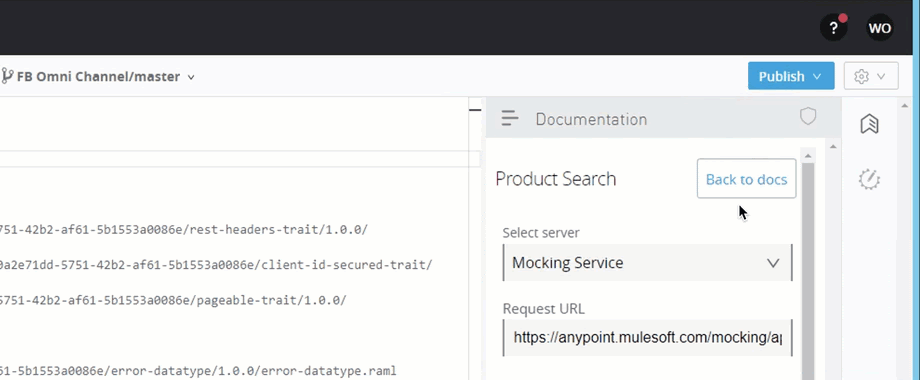 ? WO
FB Omni Channel/master
Publish
Documentation
Product Search
Back to docs
Select server
Mocking Service
Request URL
https://anypoint.mulesoft.com/mocking/ap
751-42b2-af61-5b1553a0086e/rest-headers-trait/1.0.0/
0a2e71dd-5751-42b2-af61-5b1553a0086e/client-id-secured-trait/
5751-42b2-af61-5b1553a0086e/pageable-trait/1.0.0/
61-5b1553a0086e/error-datatype/1.0.0/error-datatype.raml